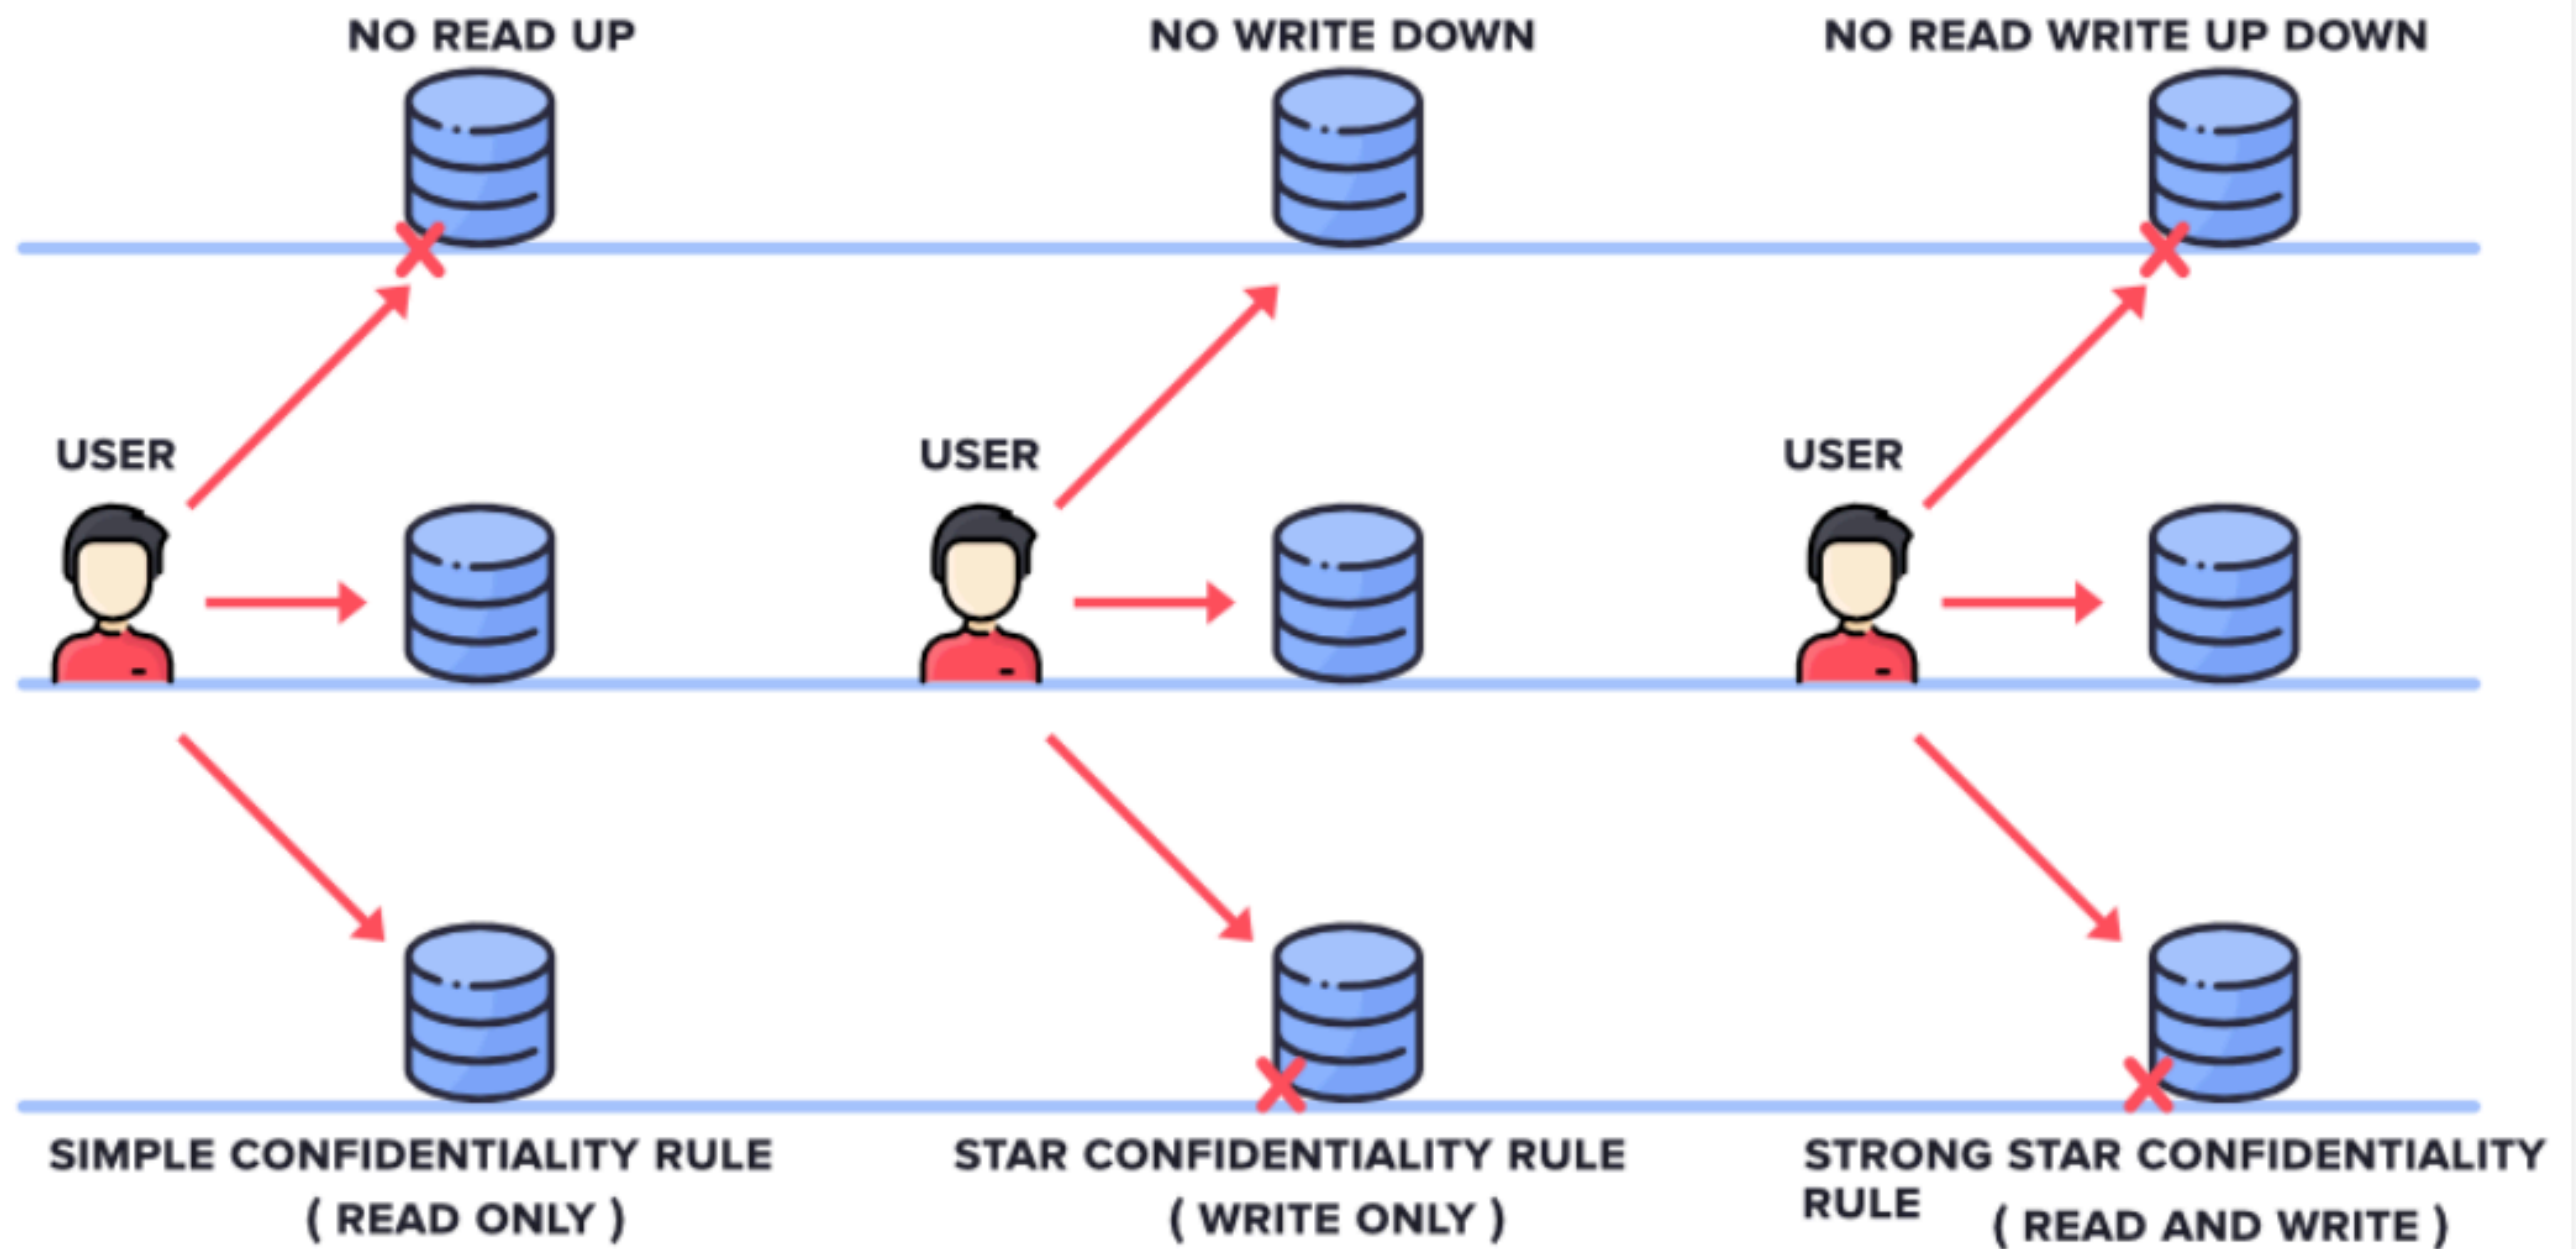 NO READ UP
NO WRITE DOWN
NO READ WRITE UP DOWN
USER
USER
USER
SIMPLE CONFIDENTIALITY RULE
( READ ONLY )
STAR CONFIDENTIALITY RULE
( WRITE ONLY )
STRONG STAR CONFIDENTIALITY
RULE
( READ AND WRITE )